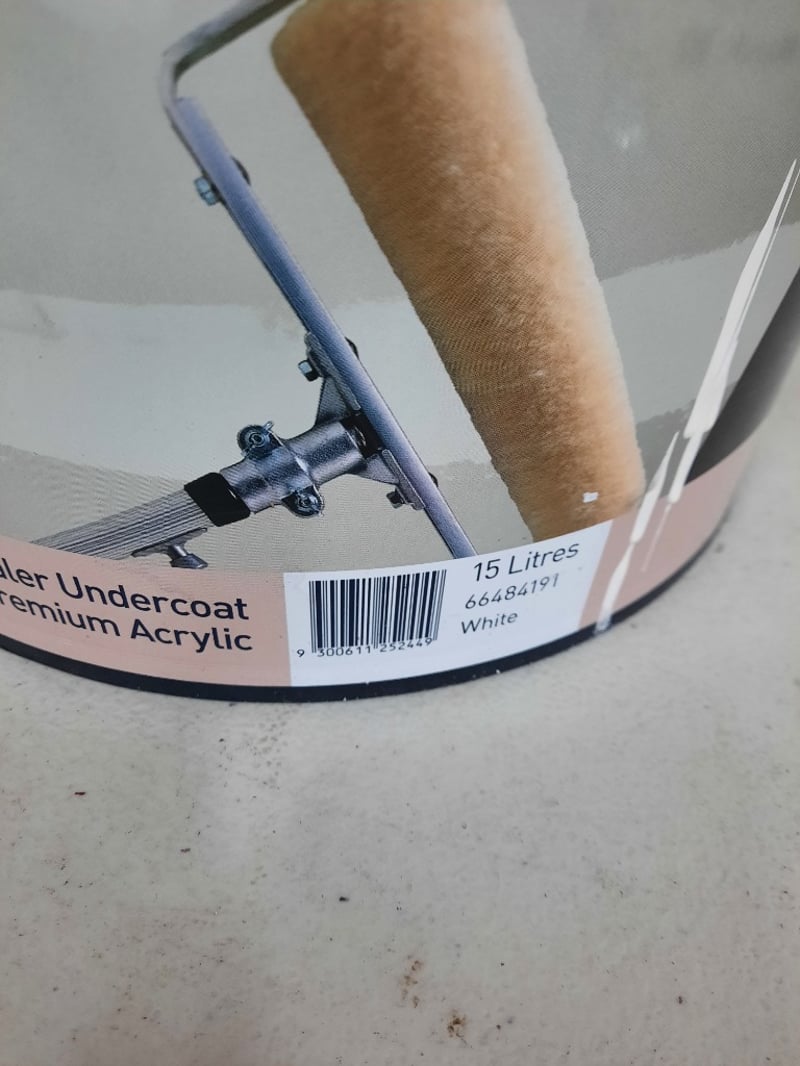 aler Undercoat
remium Acrylic
15 Litres
66484191
White
9 300611 252449